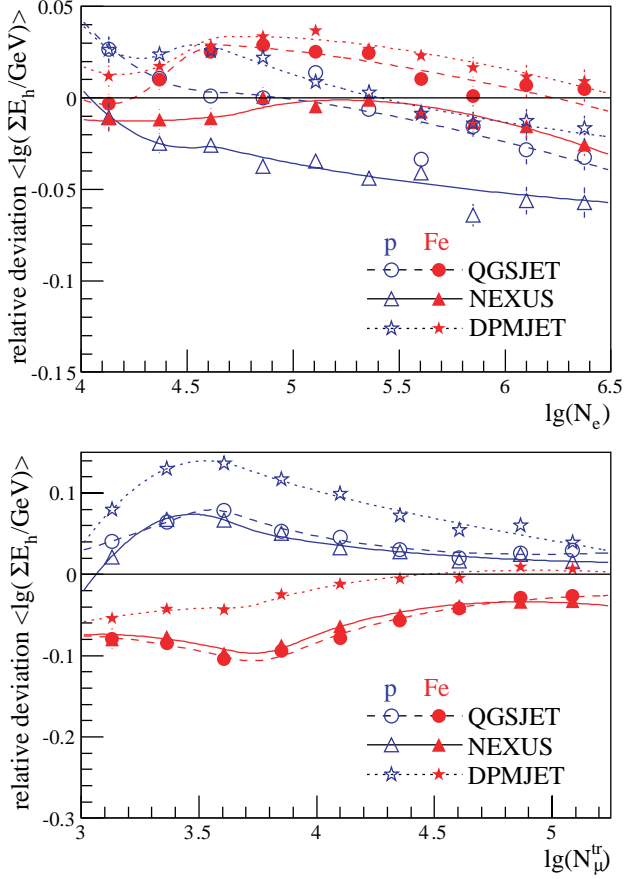 relative deviation <lg(ΣE_h/GeV)>
0.05
0
-0.05
-0.1
-0.15
p Fe
QGSJET
NEXUS
DPMJET
4 4.5 5 5.5 6 6.5
lg(N_e)
relative deviation <lg(ΣE_h/GeV)>
0.1
0
-0.1
-0.2
-0.3
p Fe
QGSJET
NEXUS
DPMJET
3 3.5 4 4.5 5
lg(N_μ^tr)